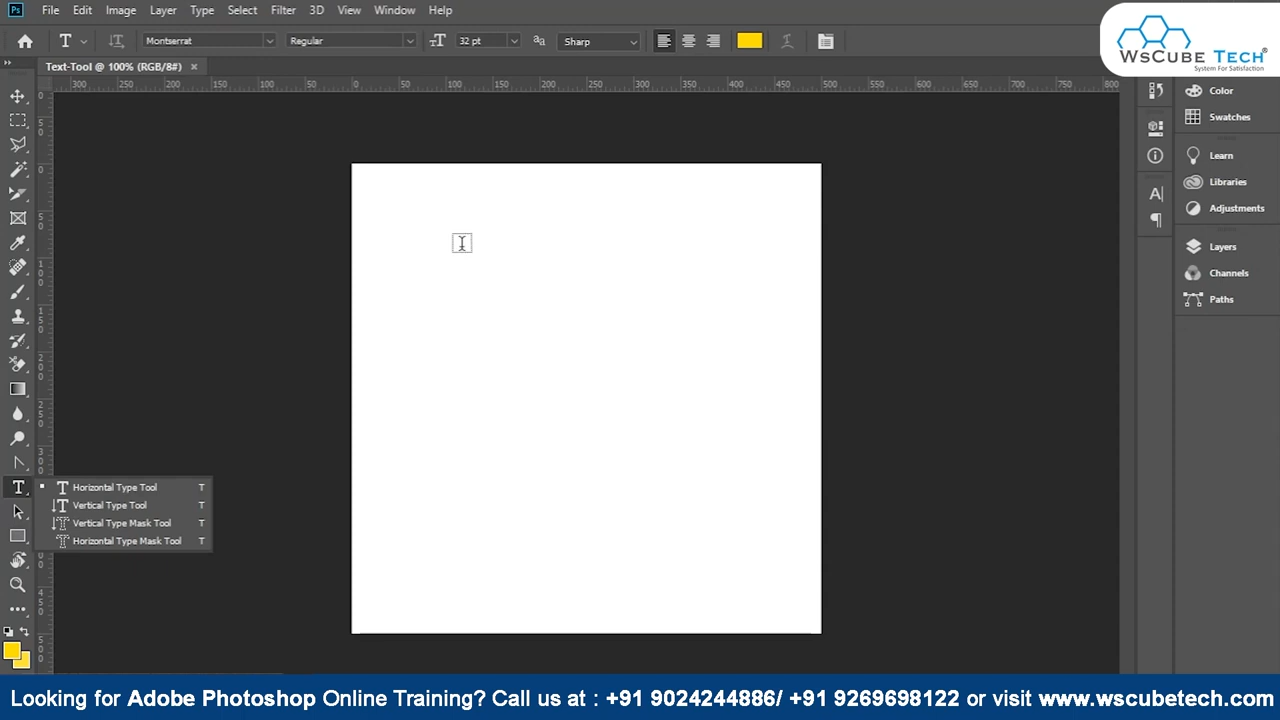 Ps File Edit Image Layer Type Select Filter 3D View Window Help
WsCube Tech®
System For Satisfaction
T Montserrat Regular 32 pt aa Sharp
Text-Tool @ 100% (RGB/8#) ×
300 250 200 150 100 50 0 50 100 150 200 250 300 350 400 450 500 550 600 650 700 750 800
Color
Swatches
Learn
Libraries
Adjustments
Layers
Channels
Paths
Horizontal Type Tool T
Vertical Type Tool T
Vertical Type Mask Tool T
Horizontal Type Mask Tool T
Looking for Adobe Photoshop Online Training? Call us at : +91 9024244886/ +91 9269698122 or visit www.wscubetech.com